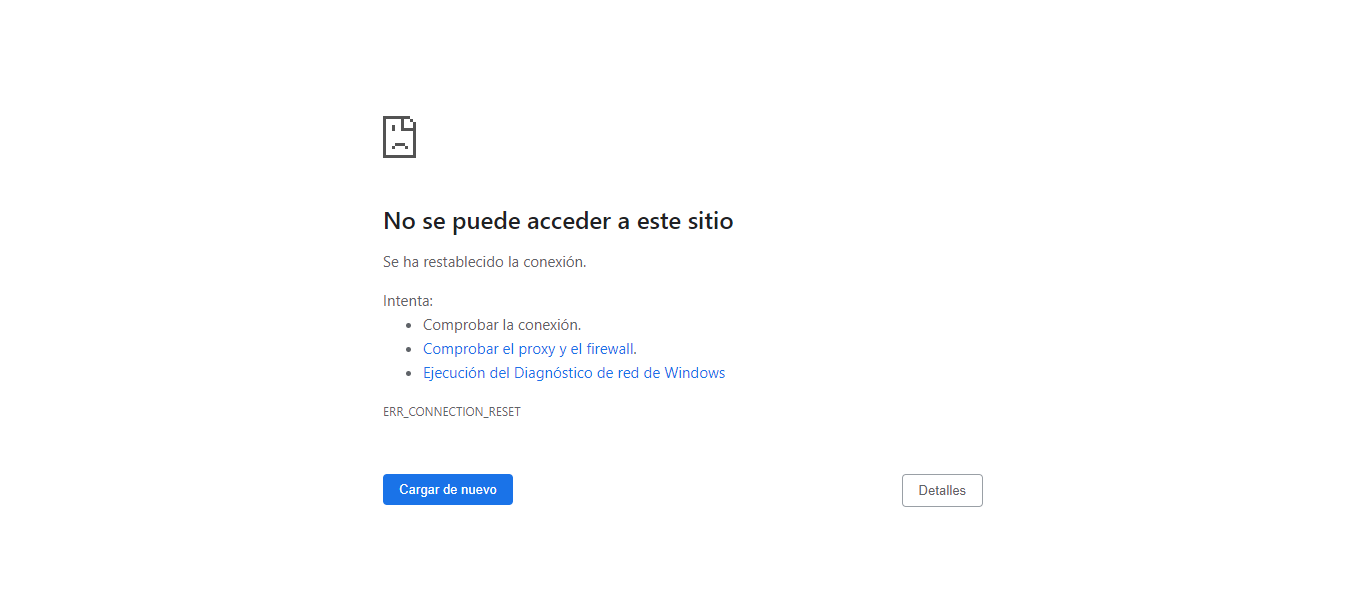 No se puede acceder a este sitio
Se ha restablecido la conexión.
Intenta:
Comprobar la conexión.
Comprobar el proxy y el firewall.
Ejecución del Diagnóstico de red de Windows
ERR_CONNECTION_RESET
Cargar de nuevo
Detalles